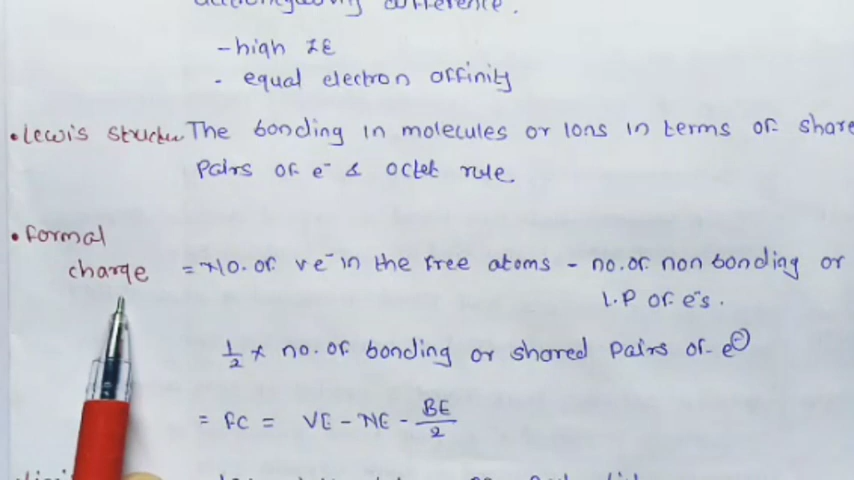 difference.
- high IE
- equal electron affinity
• Lewis structu The bonding in molecules or Ions in terms of share
Pairs of e⁻ & octet rule.
• Formal
charge = No. of ve⁻ in the free atoms - no. of non bonding or
L.P of e⁻s.
1/2 * no. of bonding or shared Pairs of e⁻
= FC = VE - NE - BE/2